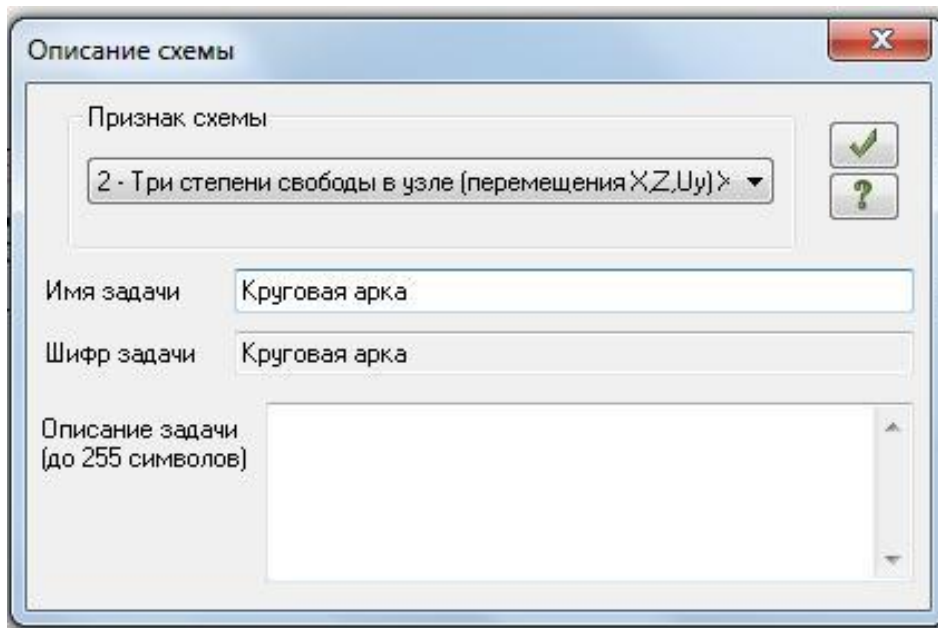 Описание схемы
Признак схемы
2 - Три степени свободы в узле (перемещения X,Z,Uy) X
Имя задачи
Круговая арка
Шифр задачи
Круговая арка
Описание задачи
(до 255 символов)